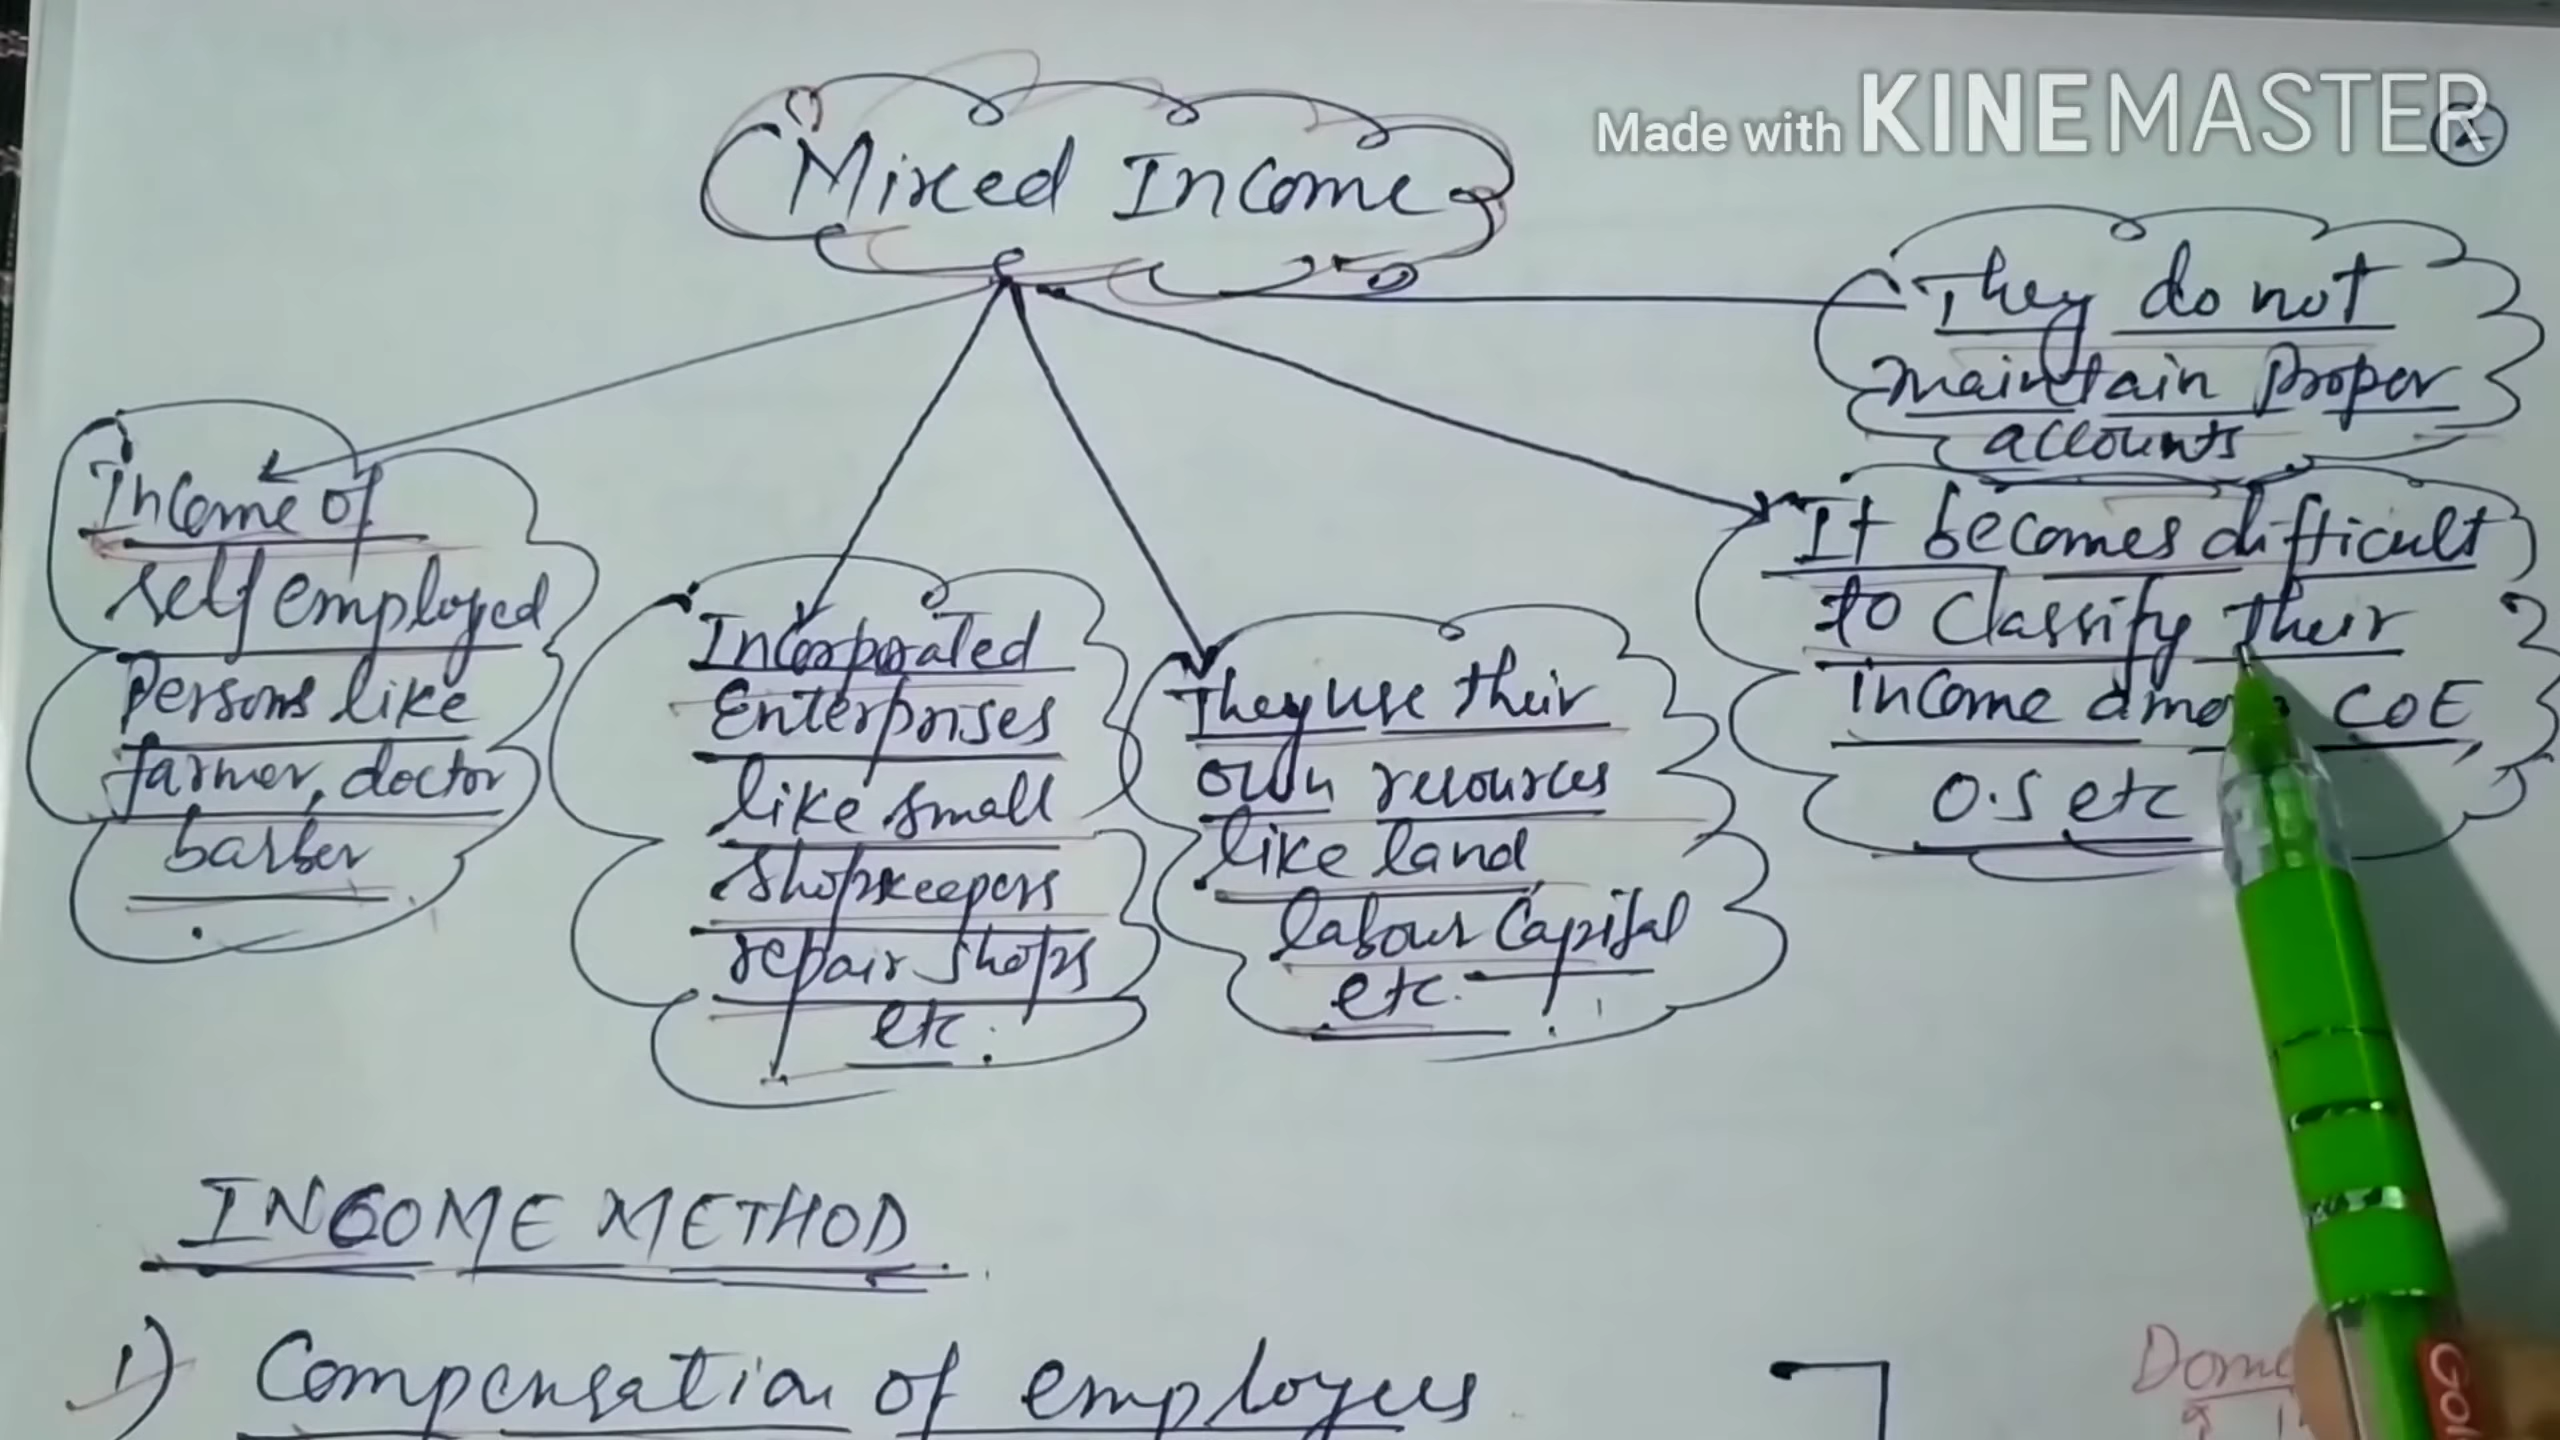 Made with KINEMASTER
2
Mixed Income
They do not
maintain proper
accounts
Income of
self employed
Persons like
farmer, doctor
barber
Incorporated
Enterprises
like small
shopkeepers
repair shops
etc.
They use their
own resources
like land,
labour Capital
etc.
It becomes difficult
to classify their
income among COE,
O.S etc
INCOME METHOD
1) Compensation of employees